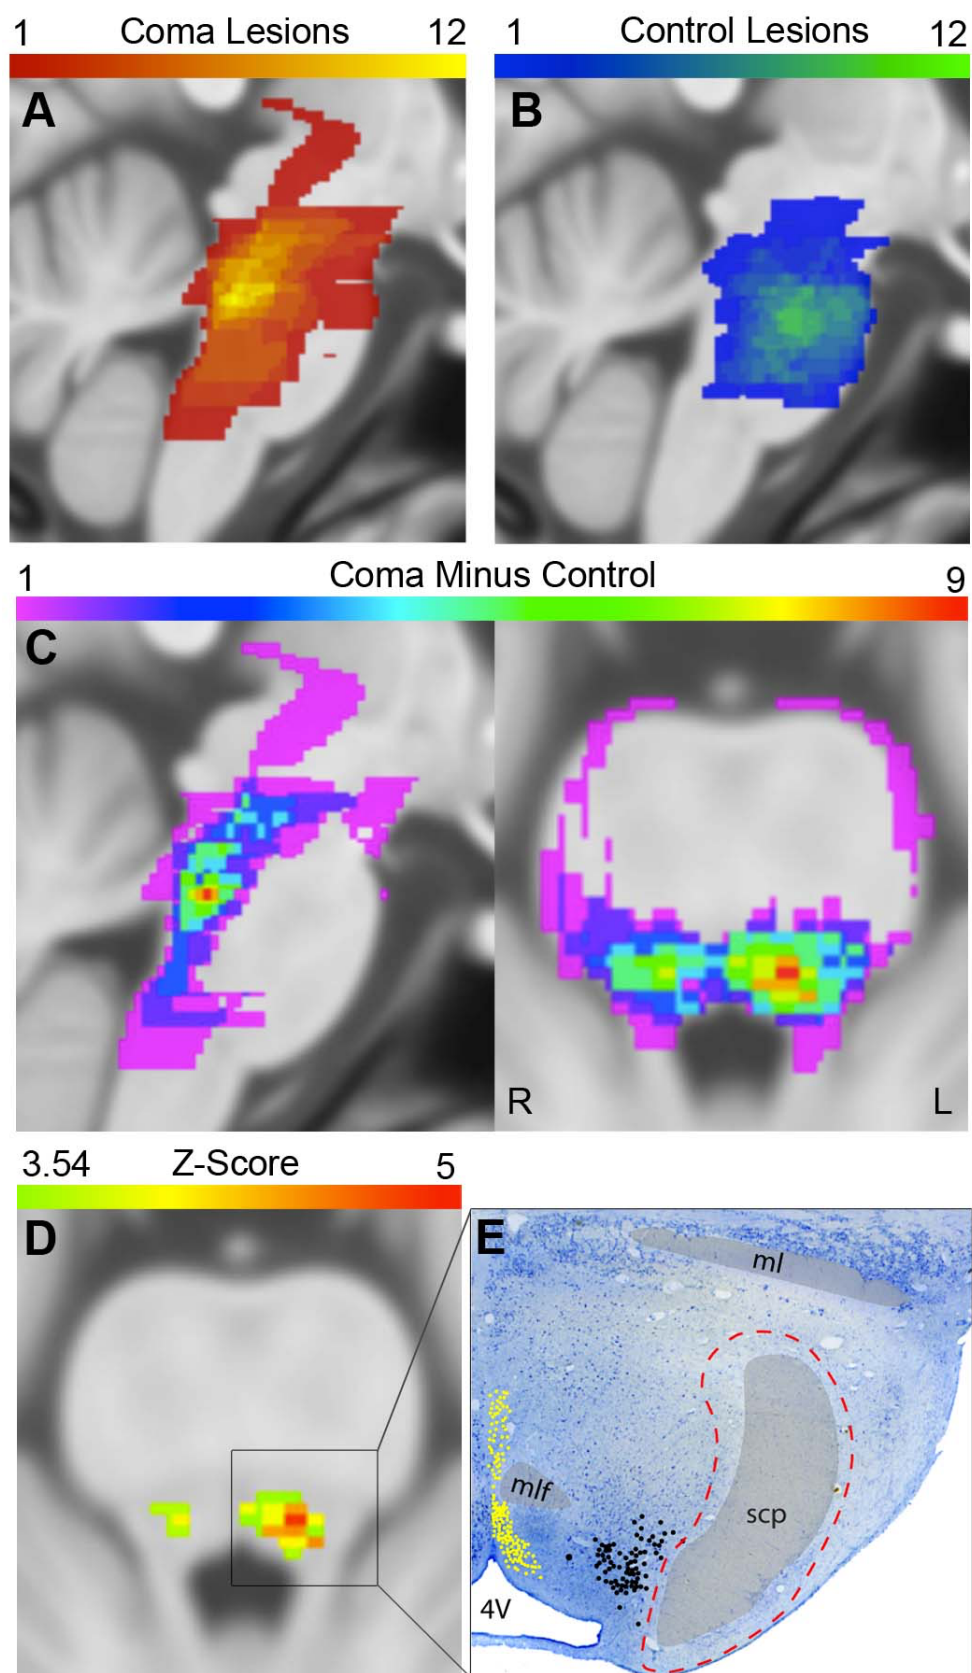 1 Coma Lesions 12
1 Control Lesions 12
A
B
1 Coma Minus Control 9
C
R L
3.54 Z-Score 5
D
E
ml
mlf
scp
4V